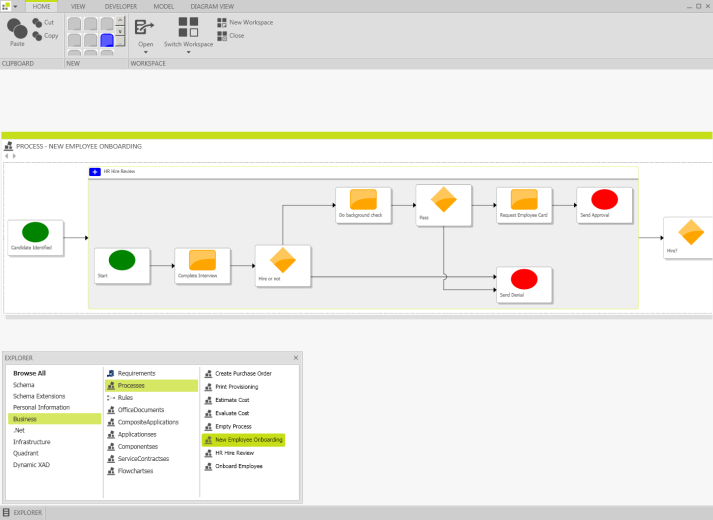 HOME VIEW DEVELOPER MODEL DIAGRAM VIEW
Paste
Cut
Copy
Open
Switch Workspace
New Workspace
Close
CLIPBOARD NEW WORKSPACE
PROCESS - NEW EMPLOYEE ONBOARDING
HR Hire Review
Candidate Identified
Start
Complete Interview
Hire or not
Do background check
Pass
Request Employee Card
Send Approval
Send Denial
Hire?
EXPLORER
Browse All
Schema
Schema Extensions
Personal Information
Business
.Net
Infrastructure
Quadrant
Dynamic XAD
Requirements
Processes
Rules
OfficeDocuments
CompositeApplications
Applicationses
Componentses
ServiceContractses
Flowchartses
Create Purchase Order
Print Provisioning
Estimate Cost
Evaluate Cost
Empty Process
New Employee Onboarding
HR Hire Review
Onboard Employee
EXPLORER